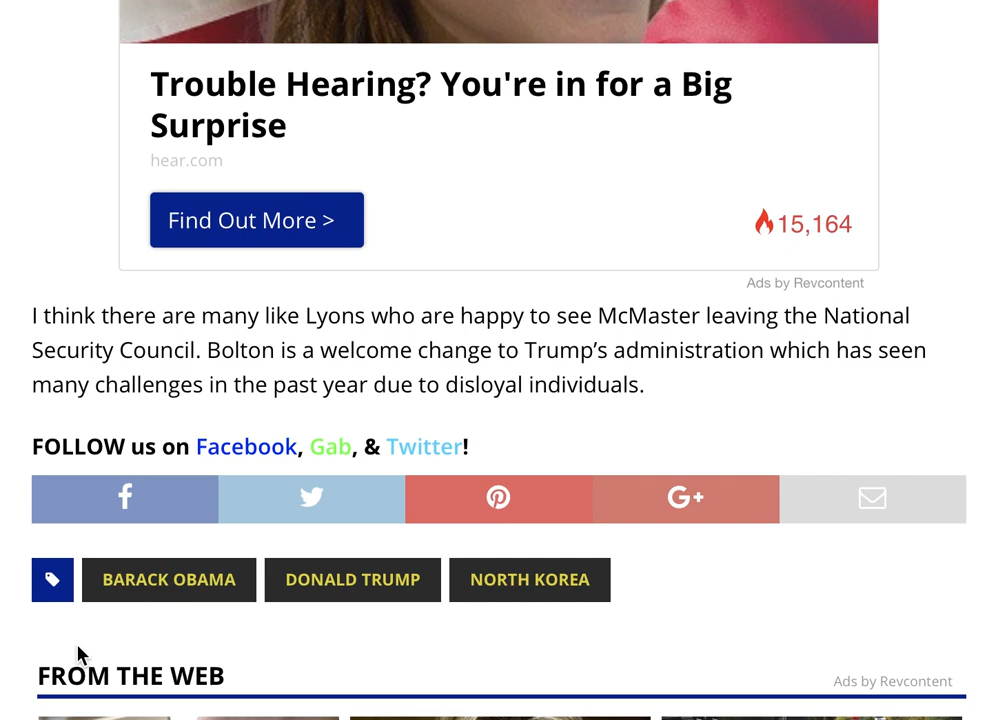 Trouble Hearing? You're in for a Big
Surprise
hear.com
Find Out More >
15,164
Ads by Revcontent
I think there are many like Lyons who are happy to see McMaster leaving the National
Security Council. Bolton is a welcome change to Trump’s administration which has seen
many challenges in the past year due to disloyal individuals.
FOLLOW us on Facebook, Gab, & Twitter!
G+
BARACK OBAMA DONALD TRUMP NORTH KOREA
FROM THE WEB
Ads by Revcontent